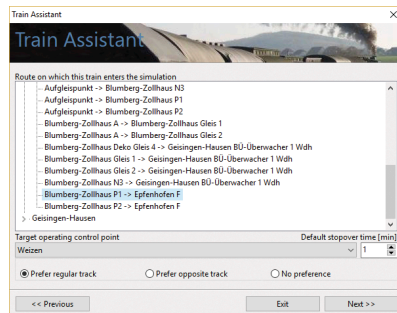 Train Assistant
Train Assistant
Route on which this train enters the simulation
Aufgleispunkt -> Blumberg-Zollhaus N3
Aufgleispunkt -> Blumberg-Zollhaus P1
Aufgleispunkt -> Blumberg-Zollhaus P2
Blumberg-Zollhaus A -> Blumberg-Zollhaus Gleis 1
Blumberg-Zollhaus A -> Blumberg-Zollhaus Gleis 2
Blumberg-Zollhaus Deko Gleis 4 -> Geisingen-Hausen BÜ-Überwacher 1 Wdh
Blumberg-Zollhaus Gleis 1 -> Geisingen-Hausen BÜ-Überwacher 1 Wdh
Blumberg-Zollhaus Gleis 2 -> Geisingen-Hausen BÜ-Überwacher 1 Wdh
Blumberg-Zollhaus N3 -> Geisingen-Hausen BÜ-Überwacher 1 Wdh
Blumberg-Zollhaus P1 -> Epfenhofen F
Blumberg-Zollhaus P2 -> Epfenhofen F
Geisingen-Hausen
Target operating control point Default stopover time [min]
Weizen 1
Prefer regular track Prefer opposite track No preference
<< Previous Exit Next >>